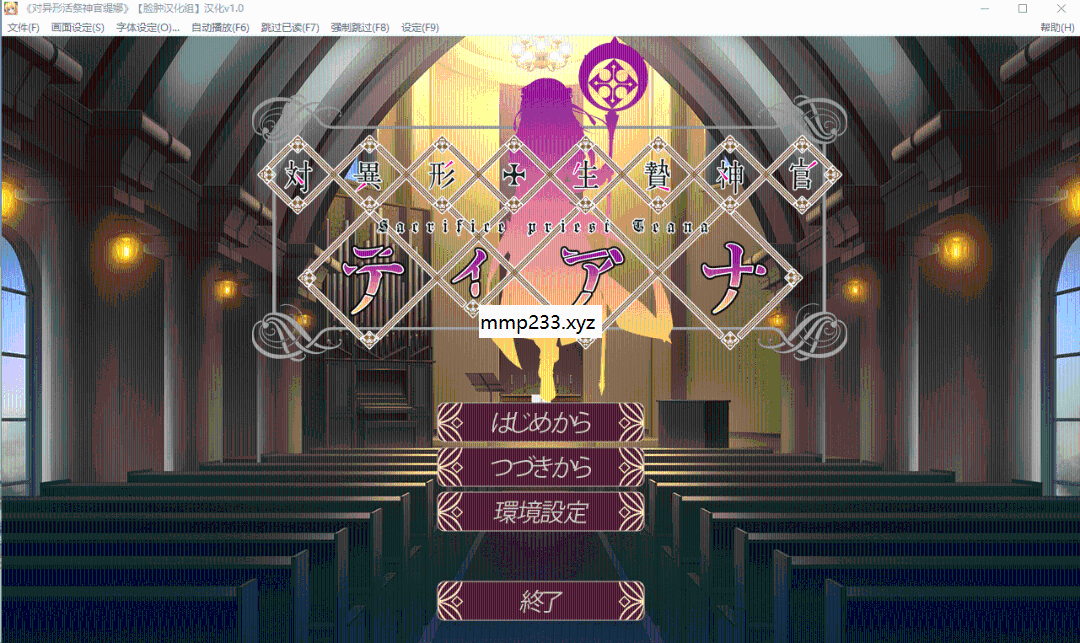 《对异形活祭神官缇娜》【脸肿汉化组】汉化v1.0
文件(F) 画面设定(S) 字体设定(O)... 自动播放(F6) 跳过已读(F7) 强制跳过(F8) 设定(F9) 帮助(H)
対異形✠生贄神官
Sacrifice priest Teana
ティアナ
mmp233.xyz
はじめから
つづきから
環境設定
終了